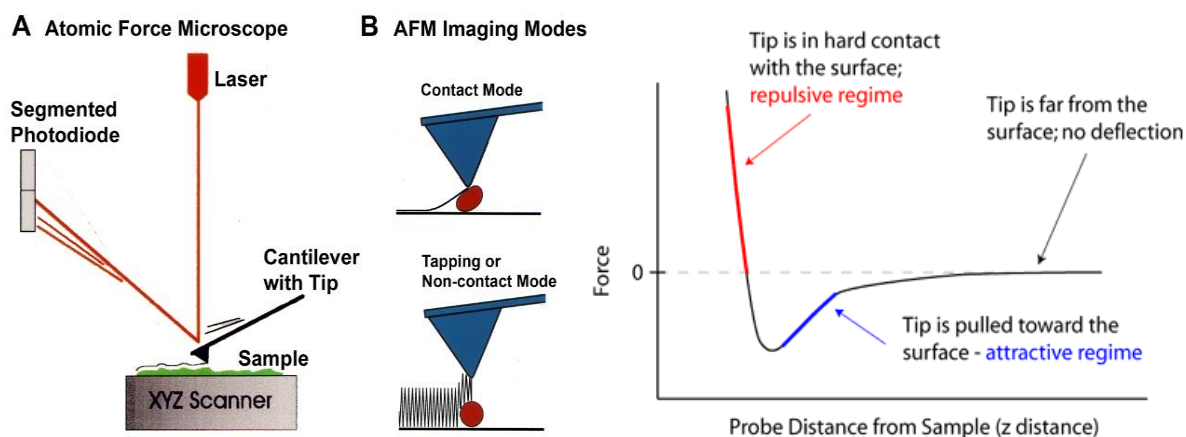 A Atomic Force Microscope
Laser
Segmented
Photodiode
Cantilever
with Tip
Sample
XYZ Scanner
B AFM Imaging Modes
Contact Mode
Tapping or
Non-contact Mode
Tip is in hard contact
with the surface;
repulsive regime
Tip is far from the
surface; no deflection
0
Force
Tip is pulled toward the
surface - attractive regime
Probe Distance from Sample (z distance)